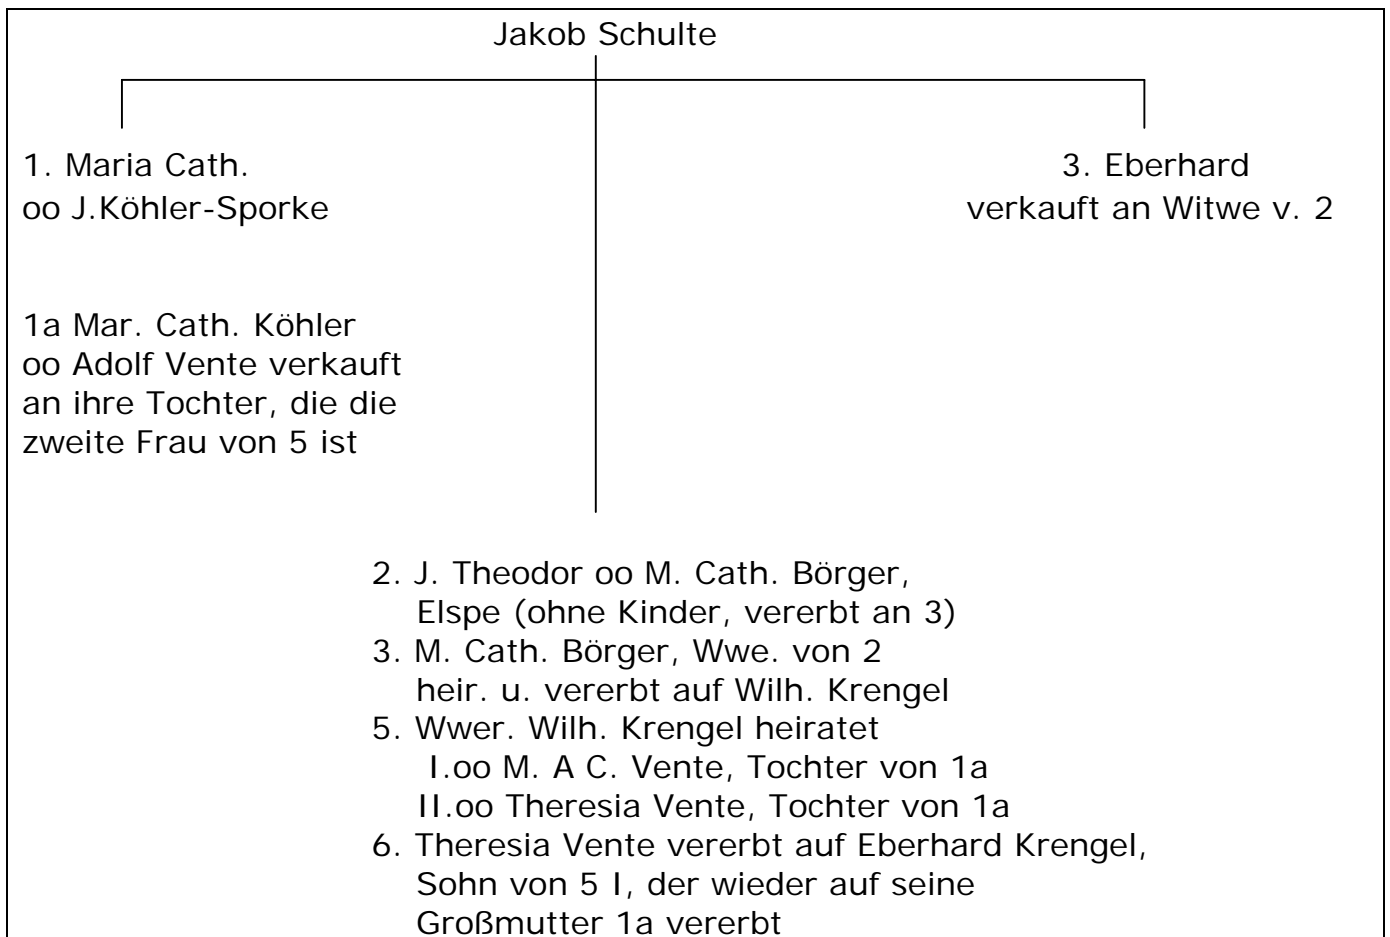 Jakob Schulte
1. Maria Cath.
oo J.Köhler-Sporke
3. Eberhard
verkauft an Witwe v. 2
1a Mar. Cath. Köhler
oo Adolf Vente verkauft
an ihre Tochter, die die
zweite Frau von 5 ist
2. J. Theodor oo M. Cath. Börger,
Elspe (ohne Kinder, vererbt an 3)
3. M. Cath. Börger, Wwe. von 2
heir. u. vererbt auf Wilh. Krengel
5. Wwer. Wilh. Krengel heiratet
I.oo M. A C. Vente, Tochter von 1a
II.oo Theresia Vente, Tochter von 1a
6. Theresia Vente vererbt auf Eberhard Krengel,
Sohn von 5 I, der wieder auf seine
Großmutter 1a vererbt